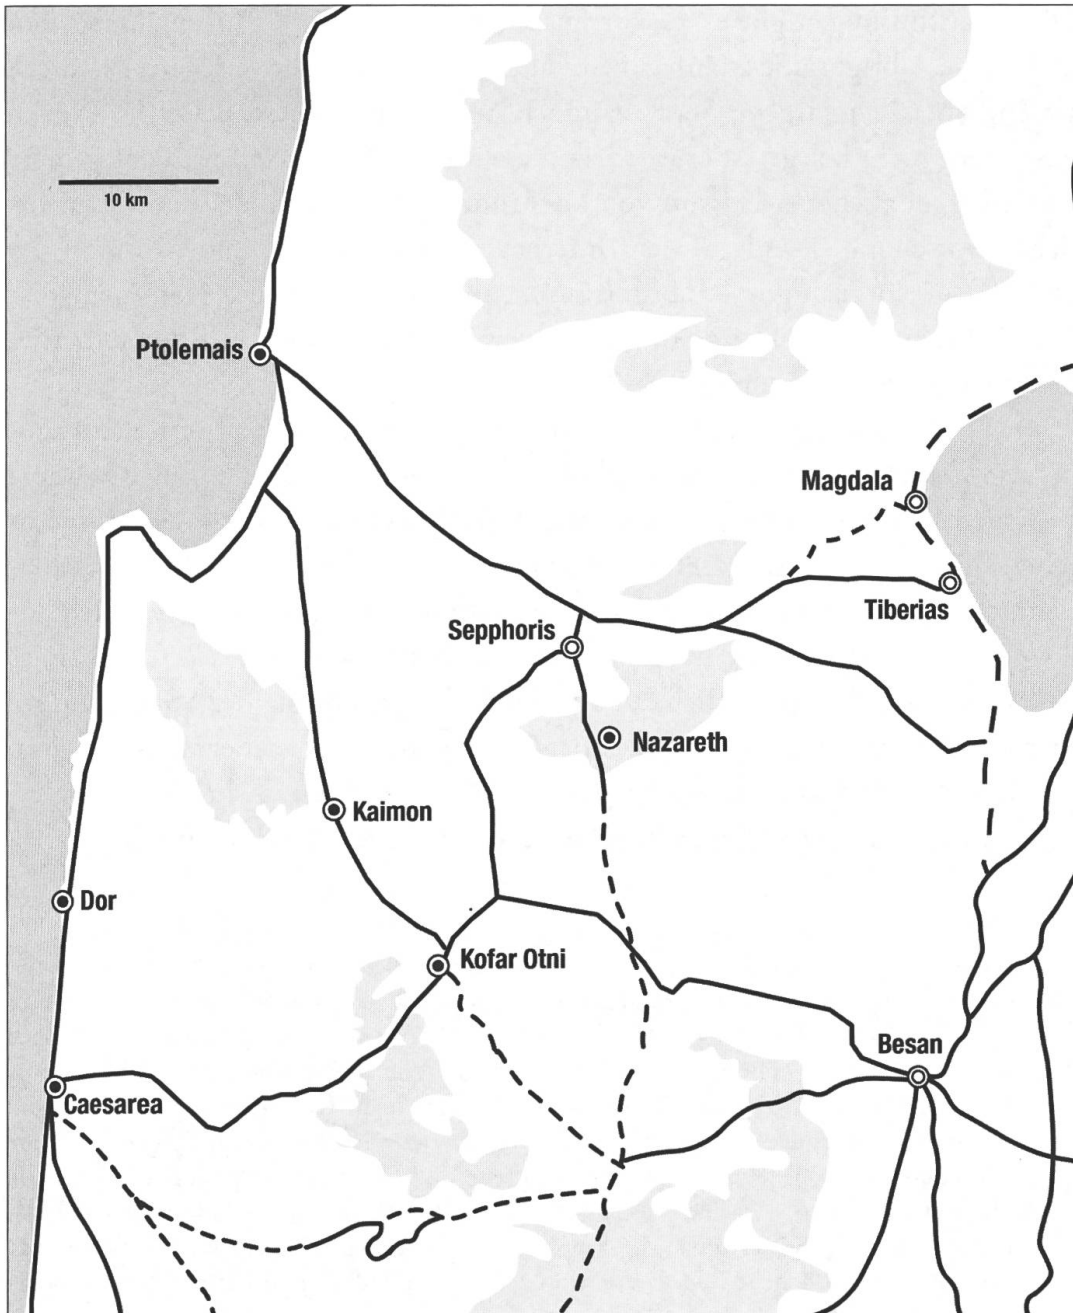 10 km
Ptolemais
Magdala
Tiberias
Sepphoris
Nazareth
Kaimon
Dor
Kofar Otni
Besan
Caesarea